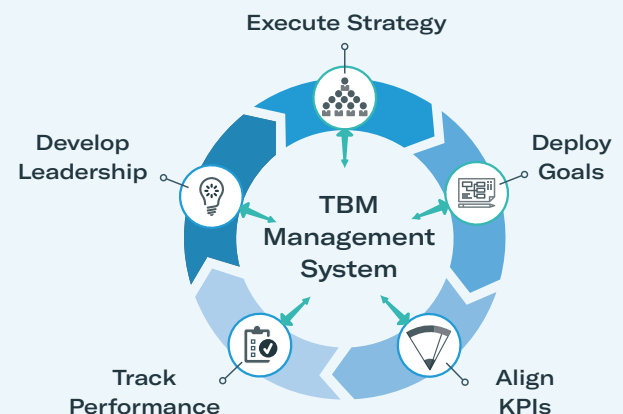 Execute Strategy
Develop
Leadership
Deploy
Goals
TBM
Management
System
Track
Performance
Align
KPIs